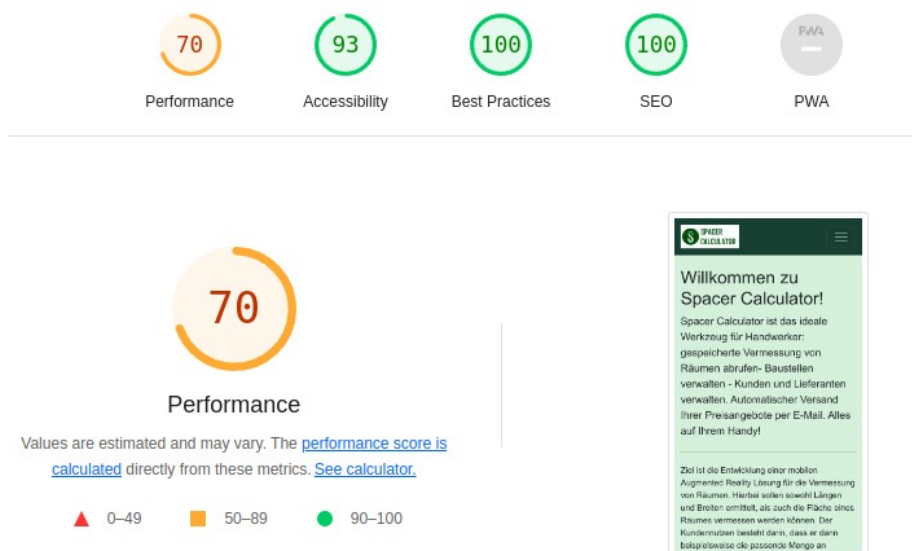 70
93
100
100
PWA
Performance
Accessibility
Best Practices
SEO
PWA
70
Performance
Values are estimated and may vary. The performance score is
calculated directly from these metrics. See calculator.
0–49
50–89
90–100
S SPACER
CALCULATOR
Willkommen zu
Spacer Calculator!
Spacer Calculator ist das ideale
Werkzeug für Handwerker:
gespeicherte Vermessung von
Räumen abrufen- Baustellen
verwalten - Kunden und Lieferanten
verwalten. Automatischer Versand
Ihrer Preisangebote per E-Mail. Alles
auf Ihrem Handy!
Ziel ist die Entwicklung einer mobilen
Augmented Reality Lösung für die Vermessung
von Räumen. Hierbei sollen sowohl Längen
und Breiten ermittelt, als auch die Fläche eines
Raumes vermessen werden können. Der
Kundennutzen besteht darin, dass er dann
beispielsweise die passende Menge an